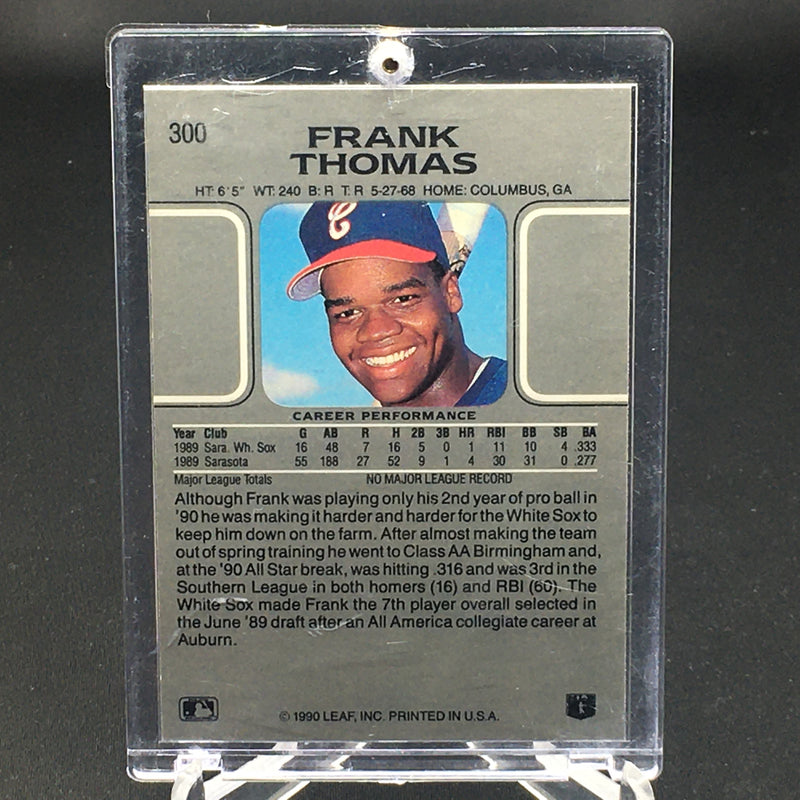 300
FRANK
THOMAS
HT: 6'5" WT: 240 B: R T: R 5-27-68 HOME: COLUMBUS, GA
C
CAREER PERFORMANCE
Year Club G AB R H 2B 3B HR RBI BB SB BA
1989 Sara. Wh. Sox 16 48 7 16 5 0 1 11 10 4 .333
1989 Sarasota 55 188 27 52 9 1 4 30 31 0 .277
Major League Totals NO MAJOR LEAGUE RECORD
Although Frank was playing only his 2nd year of pro ball in
'90 he was making it harder and harder for the White Sox to
keep him down on the farm. After almost making the team
out of spring training he went to Class AA Birmingham and,
at the '90 All Star break, was hitting .316 and was 3rd in the
Southern League in both homers (16) and RBI (60). The
White Sox made Frank the 7th player overall selected in
the June '89 draft after an All America collegiate career at
Auburn.
© 1990 LEAF, INC. PRINTED IN U.S.A.